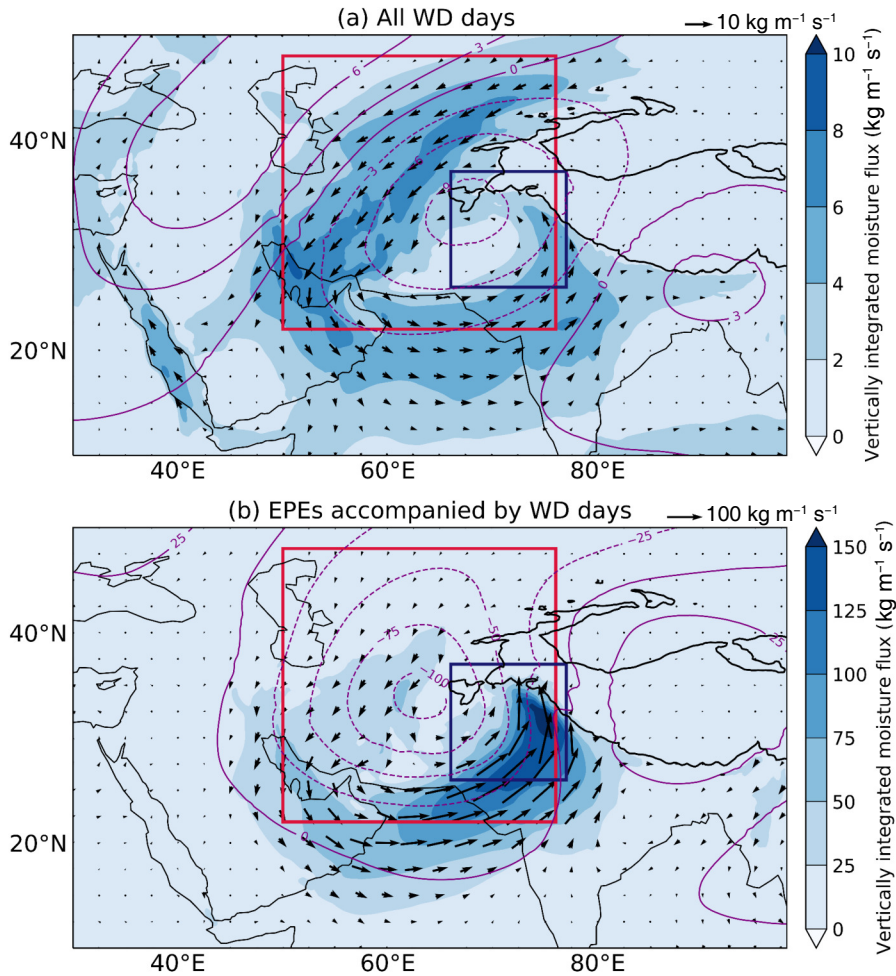 (a) All WD days
10 kg m⁻¹ s⁻¹
40°N
20°N
40°E
60°E
80°E
6
3
0
-3
-6
0
3
10
8
6
4
2
0
Vertically integrated moisture flux (kg m⁻¹ s⁻¹)
(b) EPEs accompanied by WD days
100 kg m⁻¹ s⁻¹
40°N
20°N
40°E
60°E
80°E
25
-25
-50
-75
-100
25
0
150
125
100
75
50
25
0
Vertically integrated moisture flux (kg m⁻¹ s⁻¹)